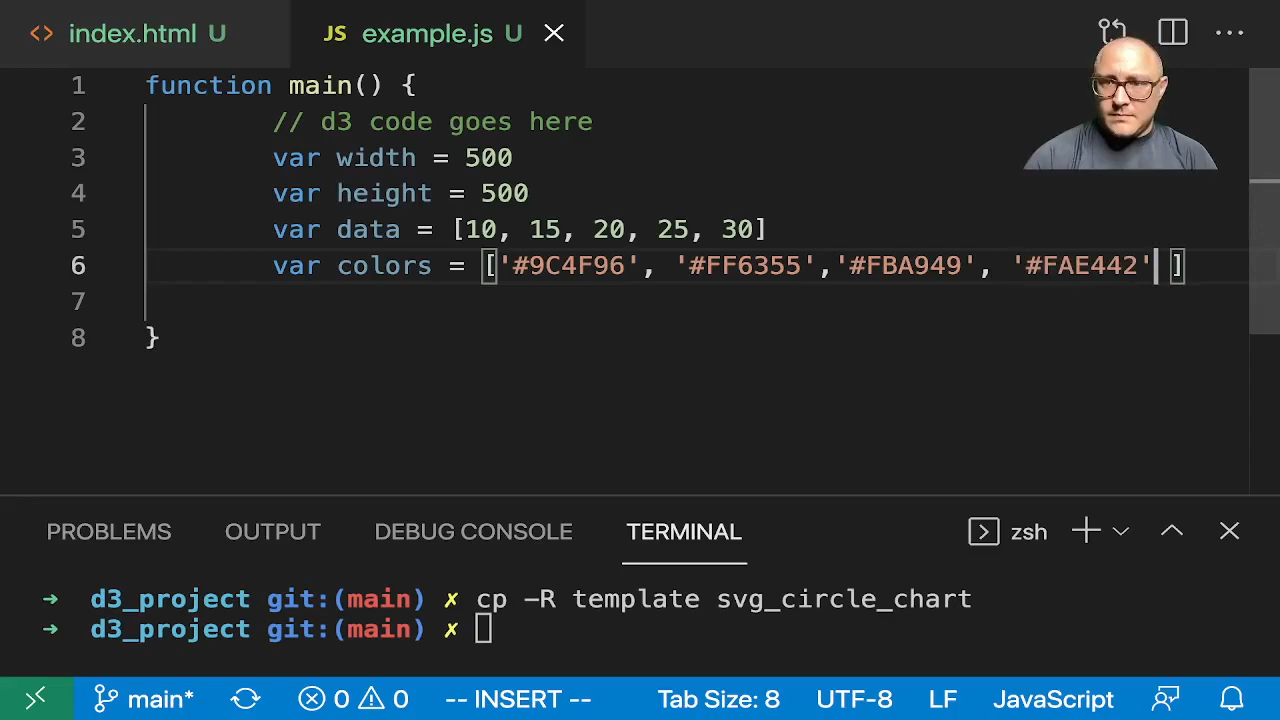 <> index.html U JS example.js U
1 function main() {
2 // d3 code goes here
3 var width = 500
4 var height = 500
5 var data = [10, 15, 20, 25, 30]
6 var colors = ['#9C4F96', '#FF6355','#FBA949', '#FAE442' ]
7
8 }
PROBLEMS OUTPUT DEBUG CONSOLE TERMINAL zsh
➜ d3_project git:(main) ✗ cp -R template svg_circle_chart
➜ d3_project git:(main) ✗
main* 0 0 -- INSERT -- Tab Size: 8 UTF-8 LF JavaScript